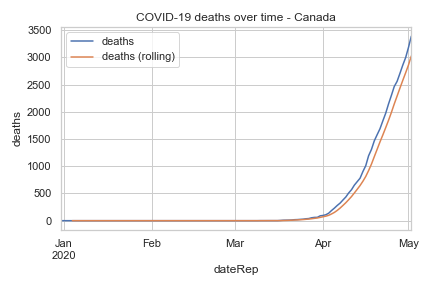 COVID-19 deaths over time - Canada
deaths
deaths (rolling)
3500
3000
2500
2000
1500
1000
500
0
deaths
Jan Feb Mar Apr May
2020
dateRep